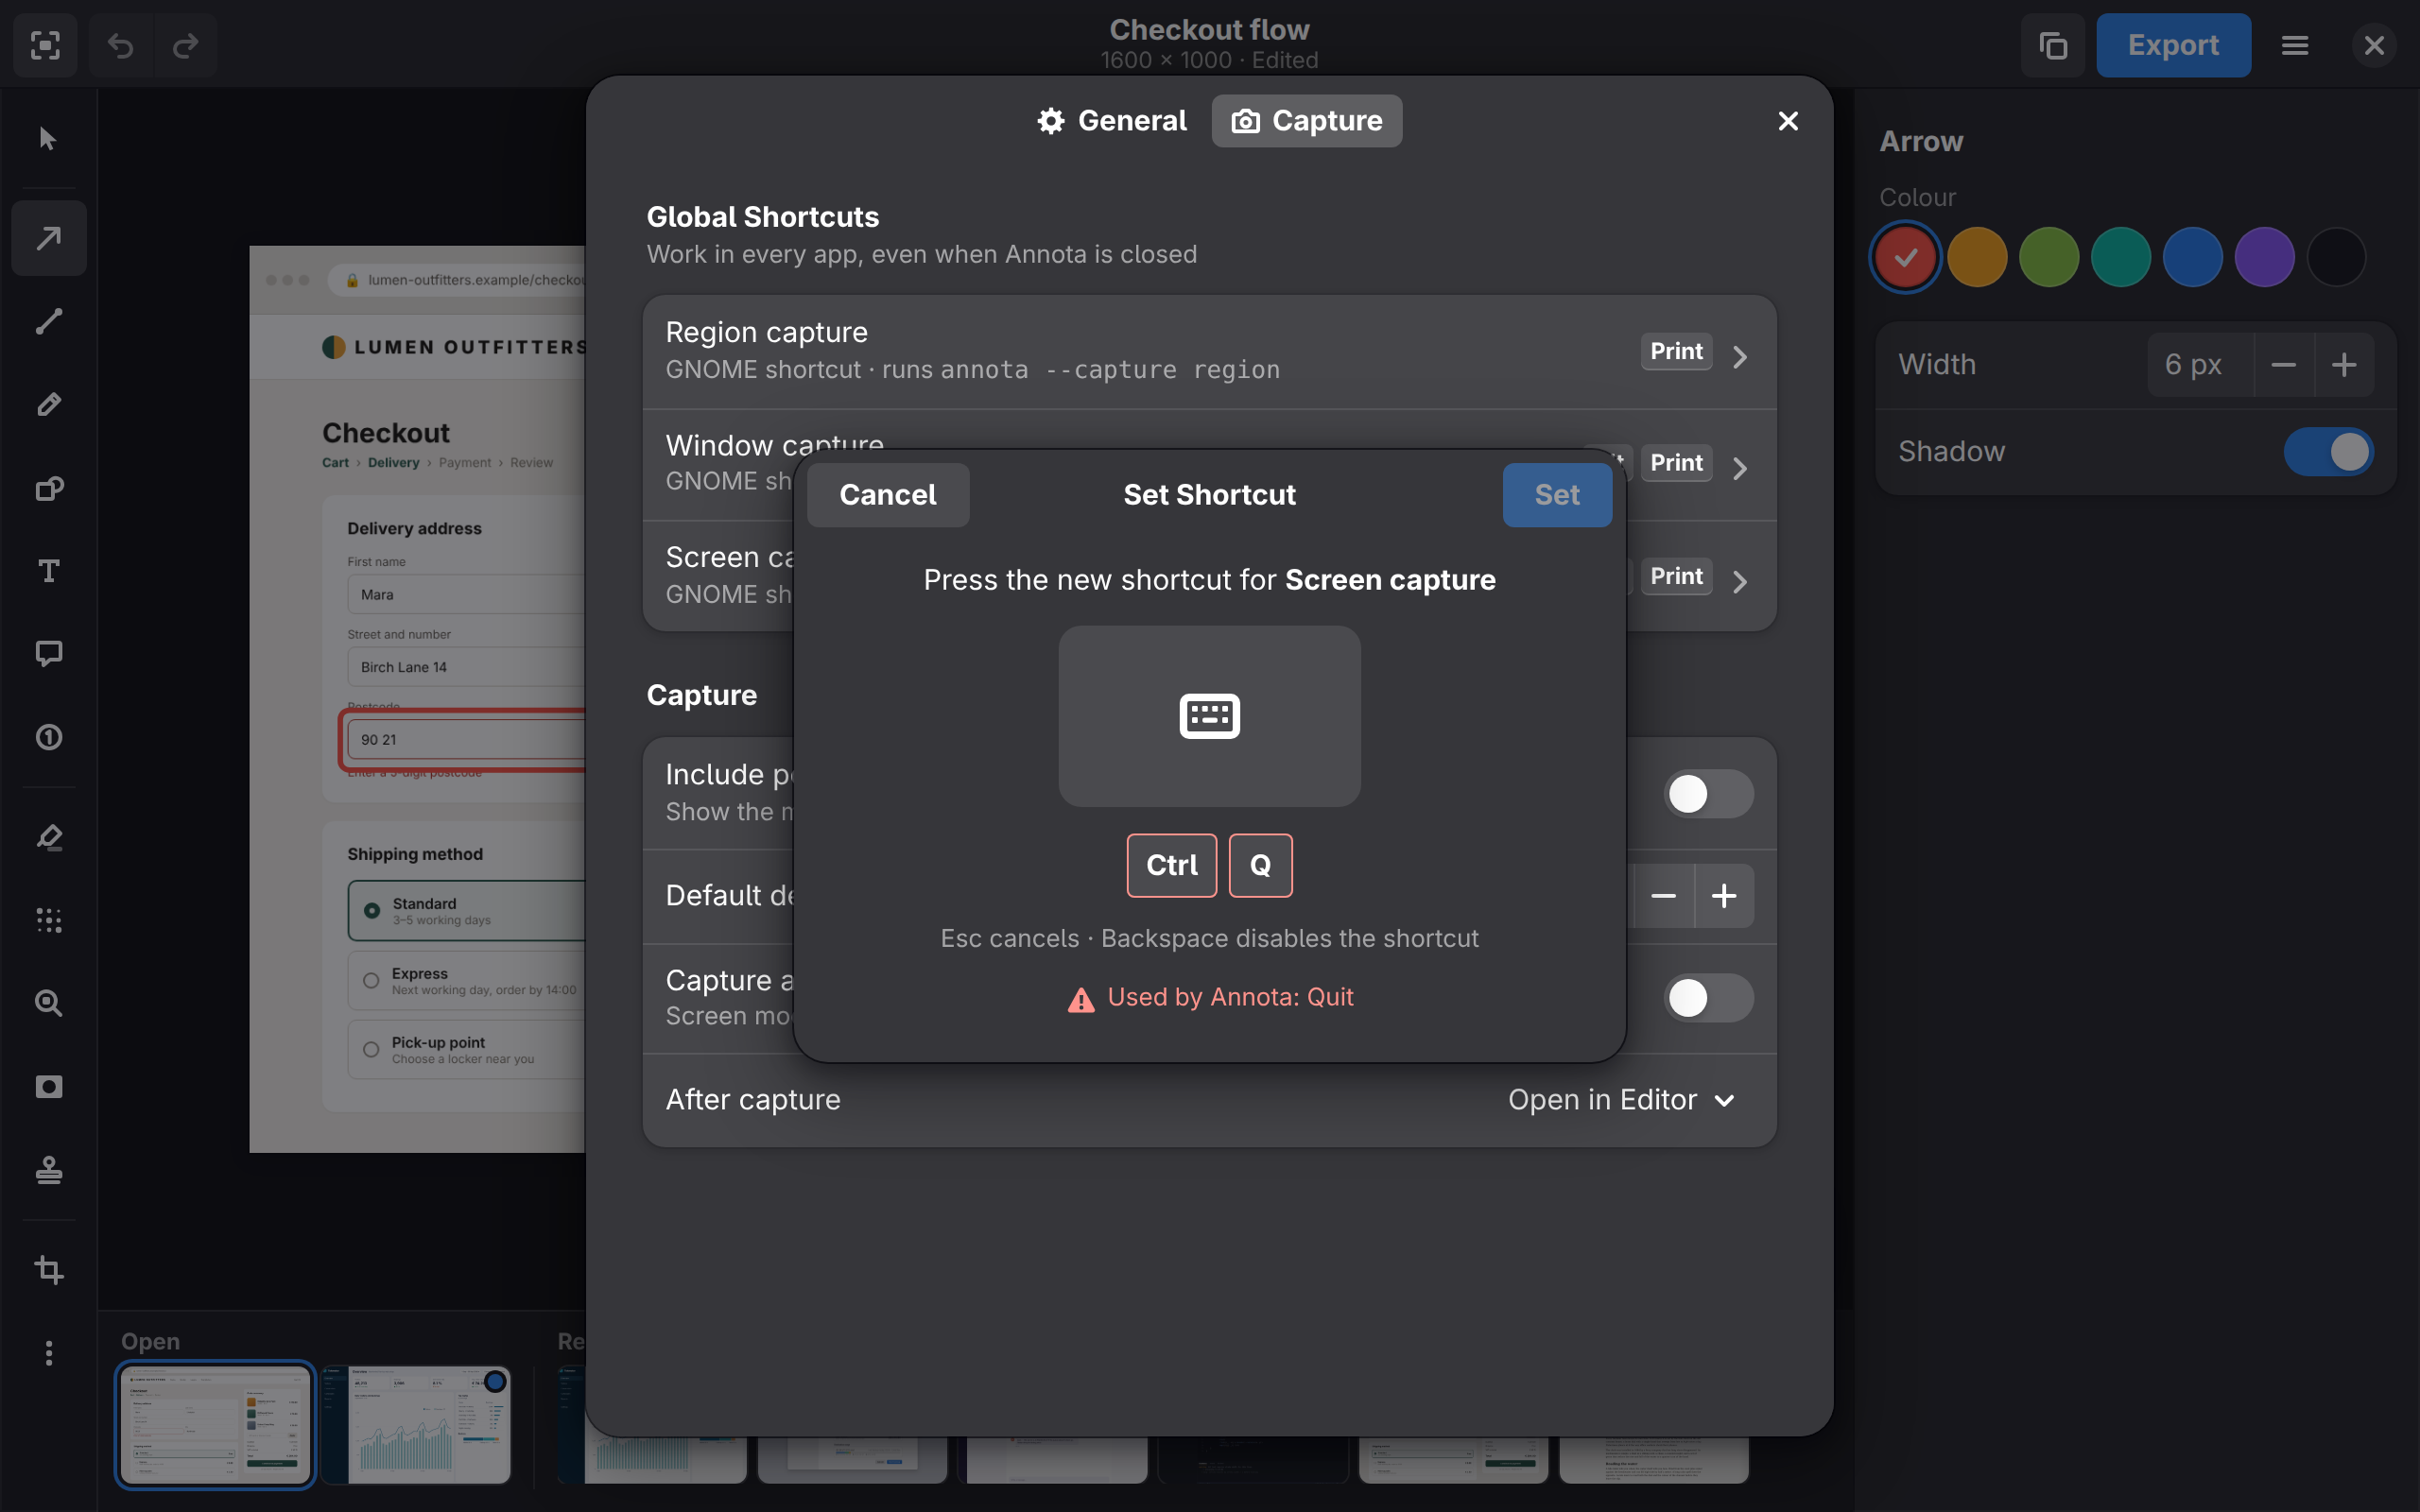 Checkout flow
1600 × 1000 · Edited
Export
General
Capture
Arrow
Colour
Width
6 px
Shadow
lumen-outfitters.example/checkou
LUMEN OUTFITTERS
Checkout
Cart › Delivery › Payment › Review
Delivery address
First name
Mara
Street and number
Birch Lane 14
Postcode
90 21
Enter a 5-digit postcode
Shipping method
Standard
3–5 working days
Express
Next working day, order by 14:00
Pick-up point
Choose a locker near you
Global Shortcuts
Work in every app, even when Annota is closed
Region capture
GNOME shortcut · runs annota --capture region
Print
Window capture
GNOME sh
Print
Screen ca
GNOME sh
Print
Capture
Include p
Show the m
Default de
Capture a
Screen mo
After capture
Open in Editor
Cancel
Set Shortcut
Set
Press the new shortcut for Screen capture
Ctrl
Q
Esc cancels · Backspace disables the shortcut
Used by Annota: Quit
Open
Re